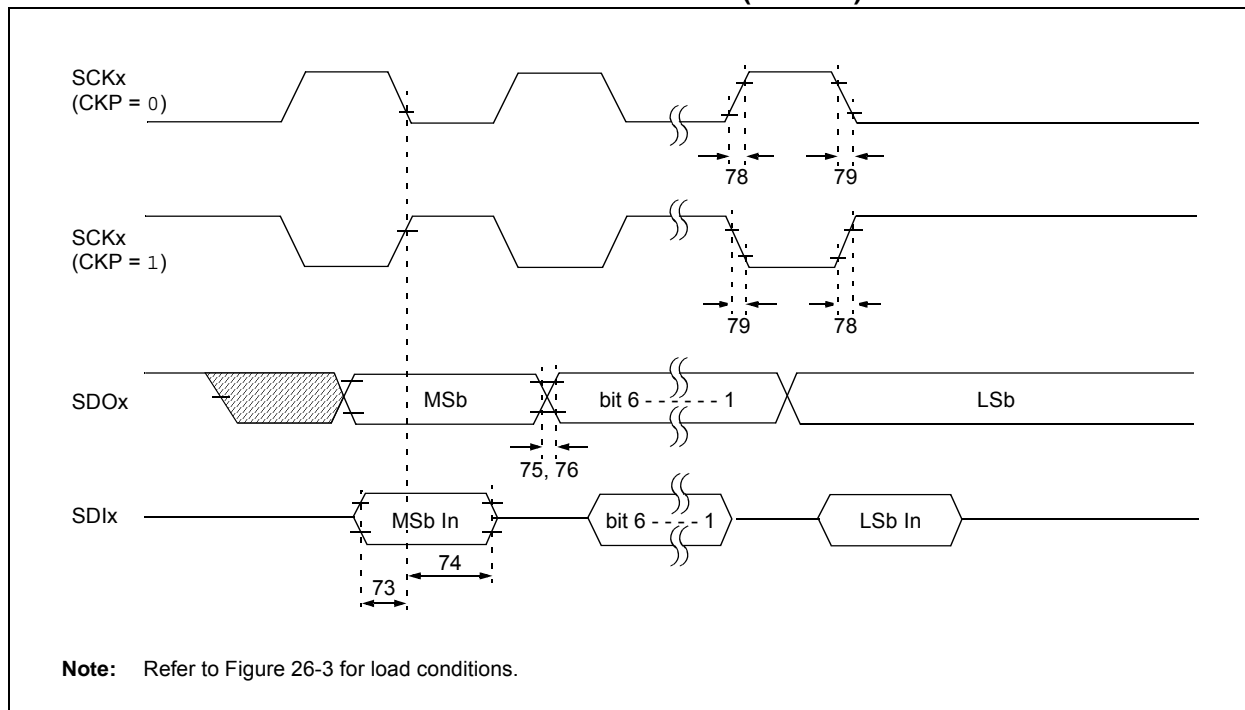 SCKx
(CKP = 0)
78
79
SCKx
(CKP = 1)
79
78
SDOx
MSb
bit 6 - - - - - - 1
LSb
75, 76
SDIx
MSb In
bit 6 - - - - 1
LSb In
74
73
Note: Refer to Figure 26-3 for load conditions.